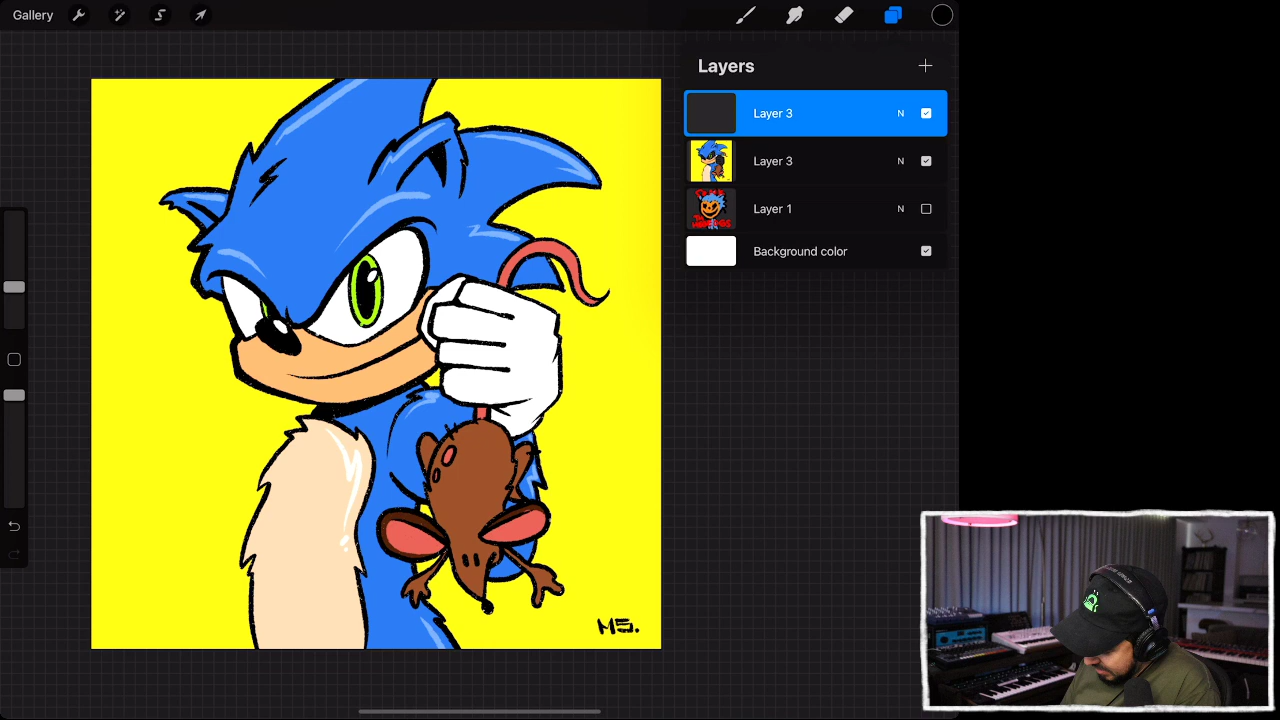 Gallery
Layers
Layer 3 N
Layer 3 N
Layer 1 N
Background color
MS.